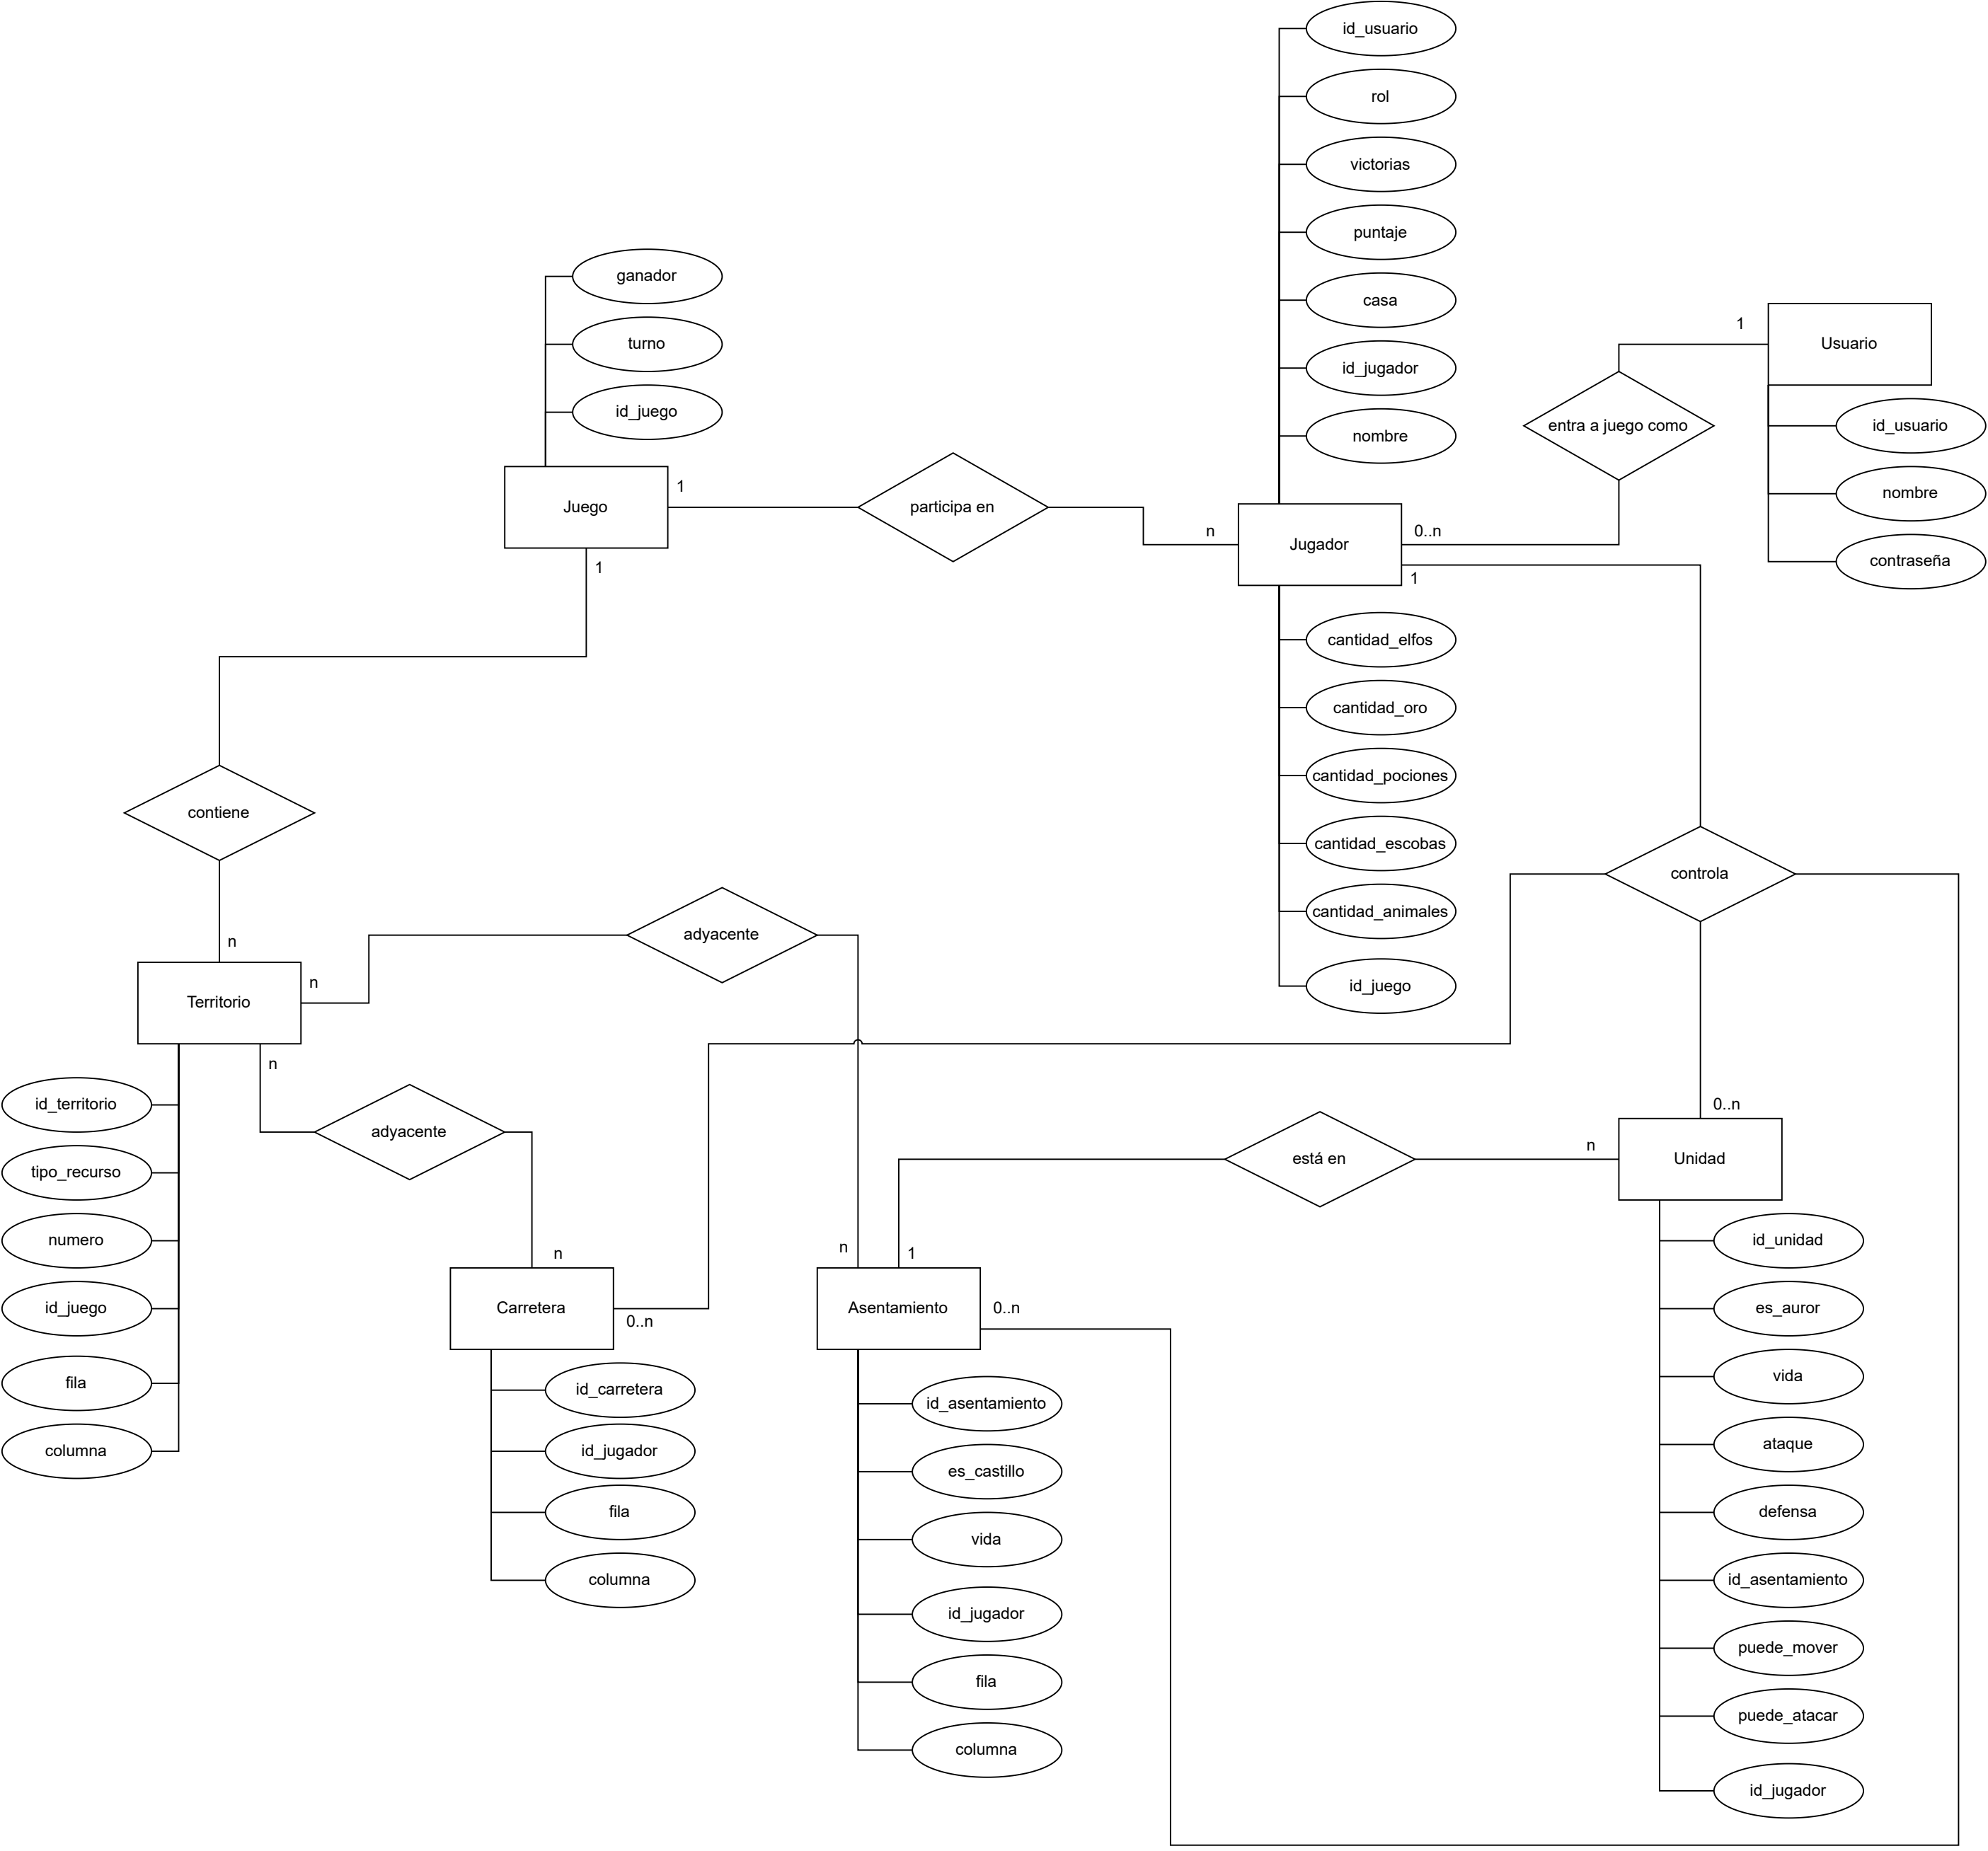 id_usuario
rol
victorias
puntaje
casa
id_jugador
nombre
ganador
turno
id_juego
Juego
1
1
participa en
n
Jugador
0..n
1
entra a juego como
1
Usuario
id_usuario
nombre
contraseña
cantidad_elfos
cantidad_oro
cantidad_pociones
cantidad_escobas
cantidad_animales
id_juego
contiene
n
Territorio
n
n
adyacente
adyacente
controla
id_territorio
tipo_recurso
numero
id_juego
fila
columna
n
Carretera
0..n
id_carretera
id_jugador
fila
columna
n
1
Asentamiento
0..n
id_asentamiento
es_castillo
vida
id_jugador
fila
columna
está en
n
0..n
Unidad
id_unidad
es_auror
vida
ataque
defensa
id_asentamiento
puede_mover
puede_atacar
id_jugador